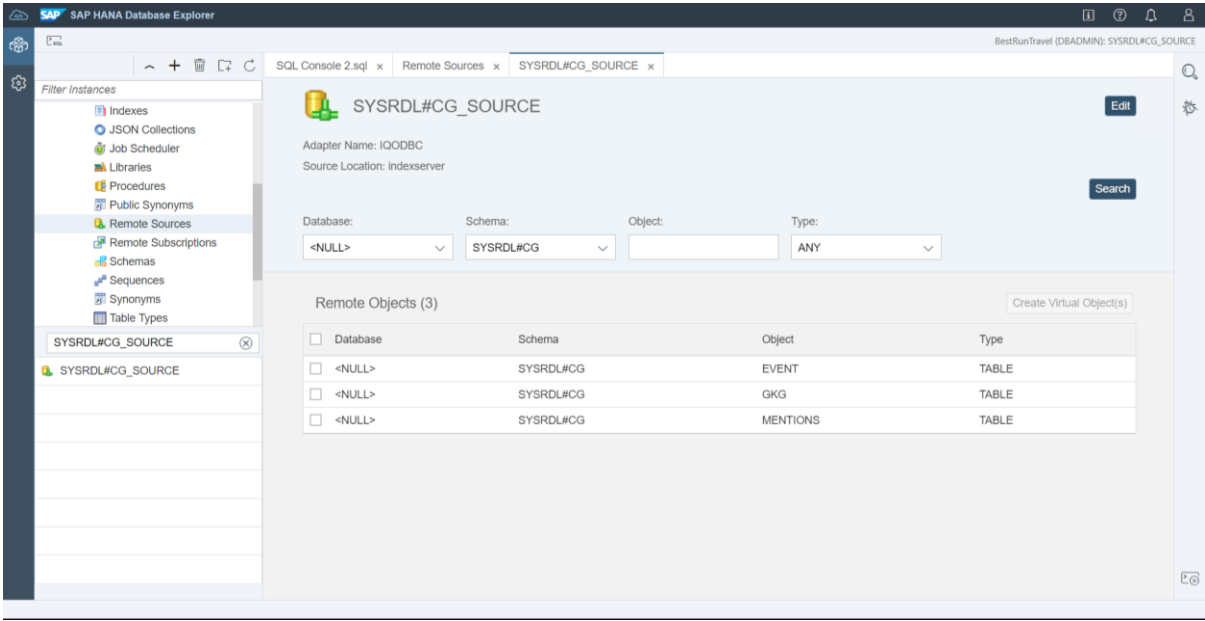 SAP SAP HANA Database Explorer
BestRunTravel (DBADMIN): SYSRDL#CG_SOURCE
SQL Console 2.sql x Remote Sources x SYSRDL#CG_SOURCE x
Filter Instances
Indexes
JSON Collections
Job Scheduler
Libraries
Procedures
Public Synonyms
Remote Sources
Remote Subscriptions
Schemas
Sequences
Synonyms
Table Types
SYSRDL#CG_SOURCE
SYSRDL#CG_SOURCE
SYSRDL#CG_SOURCE
Edit
Adapter Name: IQODBC
Source Location: indexserver
Search
Database: Schema: Object: Type:
<NULL> SYSRDL#CG ANY
Remote Objects (3) Create Virtual Object(s)
Database Schema Object Type
<NULL> SYSRDL#CG EVENT TABLE
<NULL> SYSRDL#CG GKG TABLE
<NULL> SYSRDL#CG MENTIONS TABLE